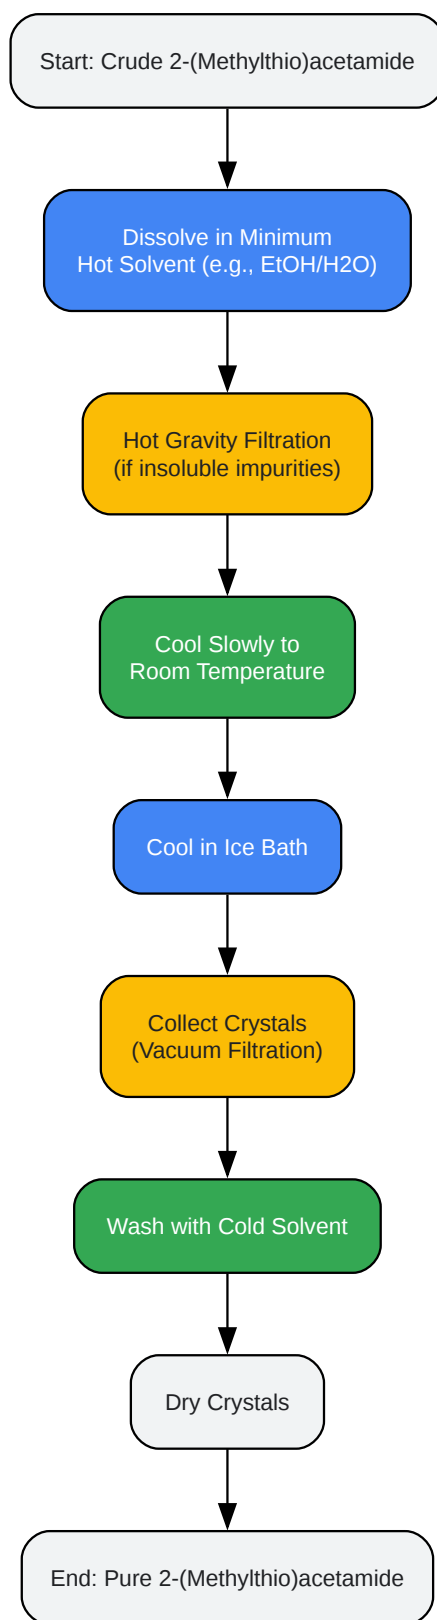 Start: Crude 2-(Methylthio)acetamide
Dissolve in Minimum
Hot Solvent (e.g., EtOH/H2O)
Hot Gravity Filtration
(if insoluble impurities)
Cool Slowly to
Room Temperature
Cool in Ice Bath
Collect Crystals
(Vacuum Filtration)
Wash with Cold Solvent
Dry Crystals
End: Pure 2-(Methylthio)acetamide